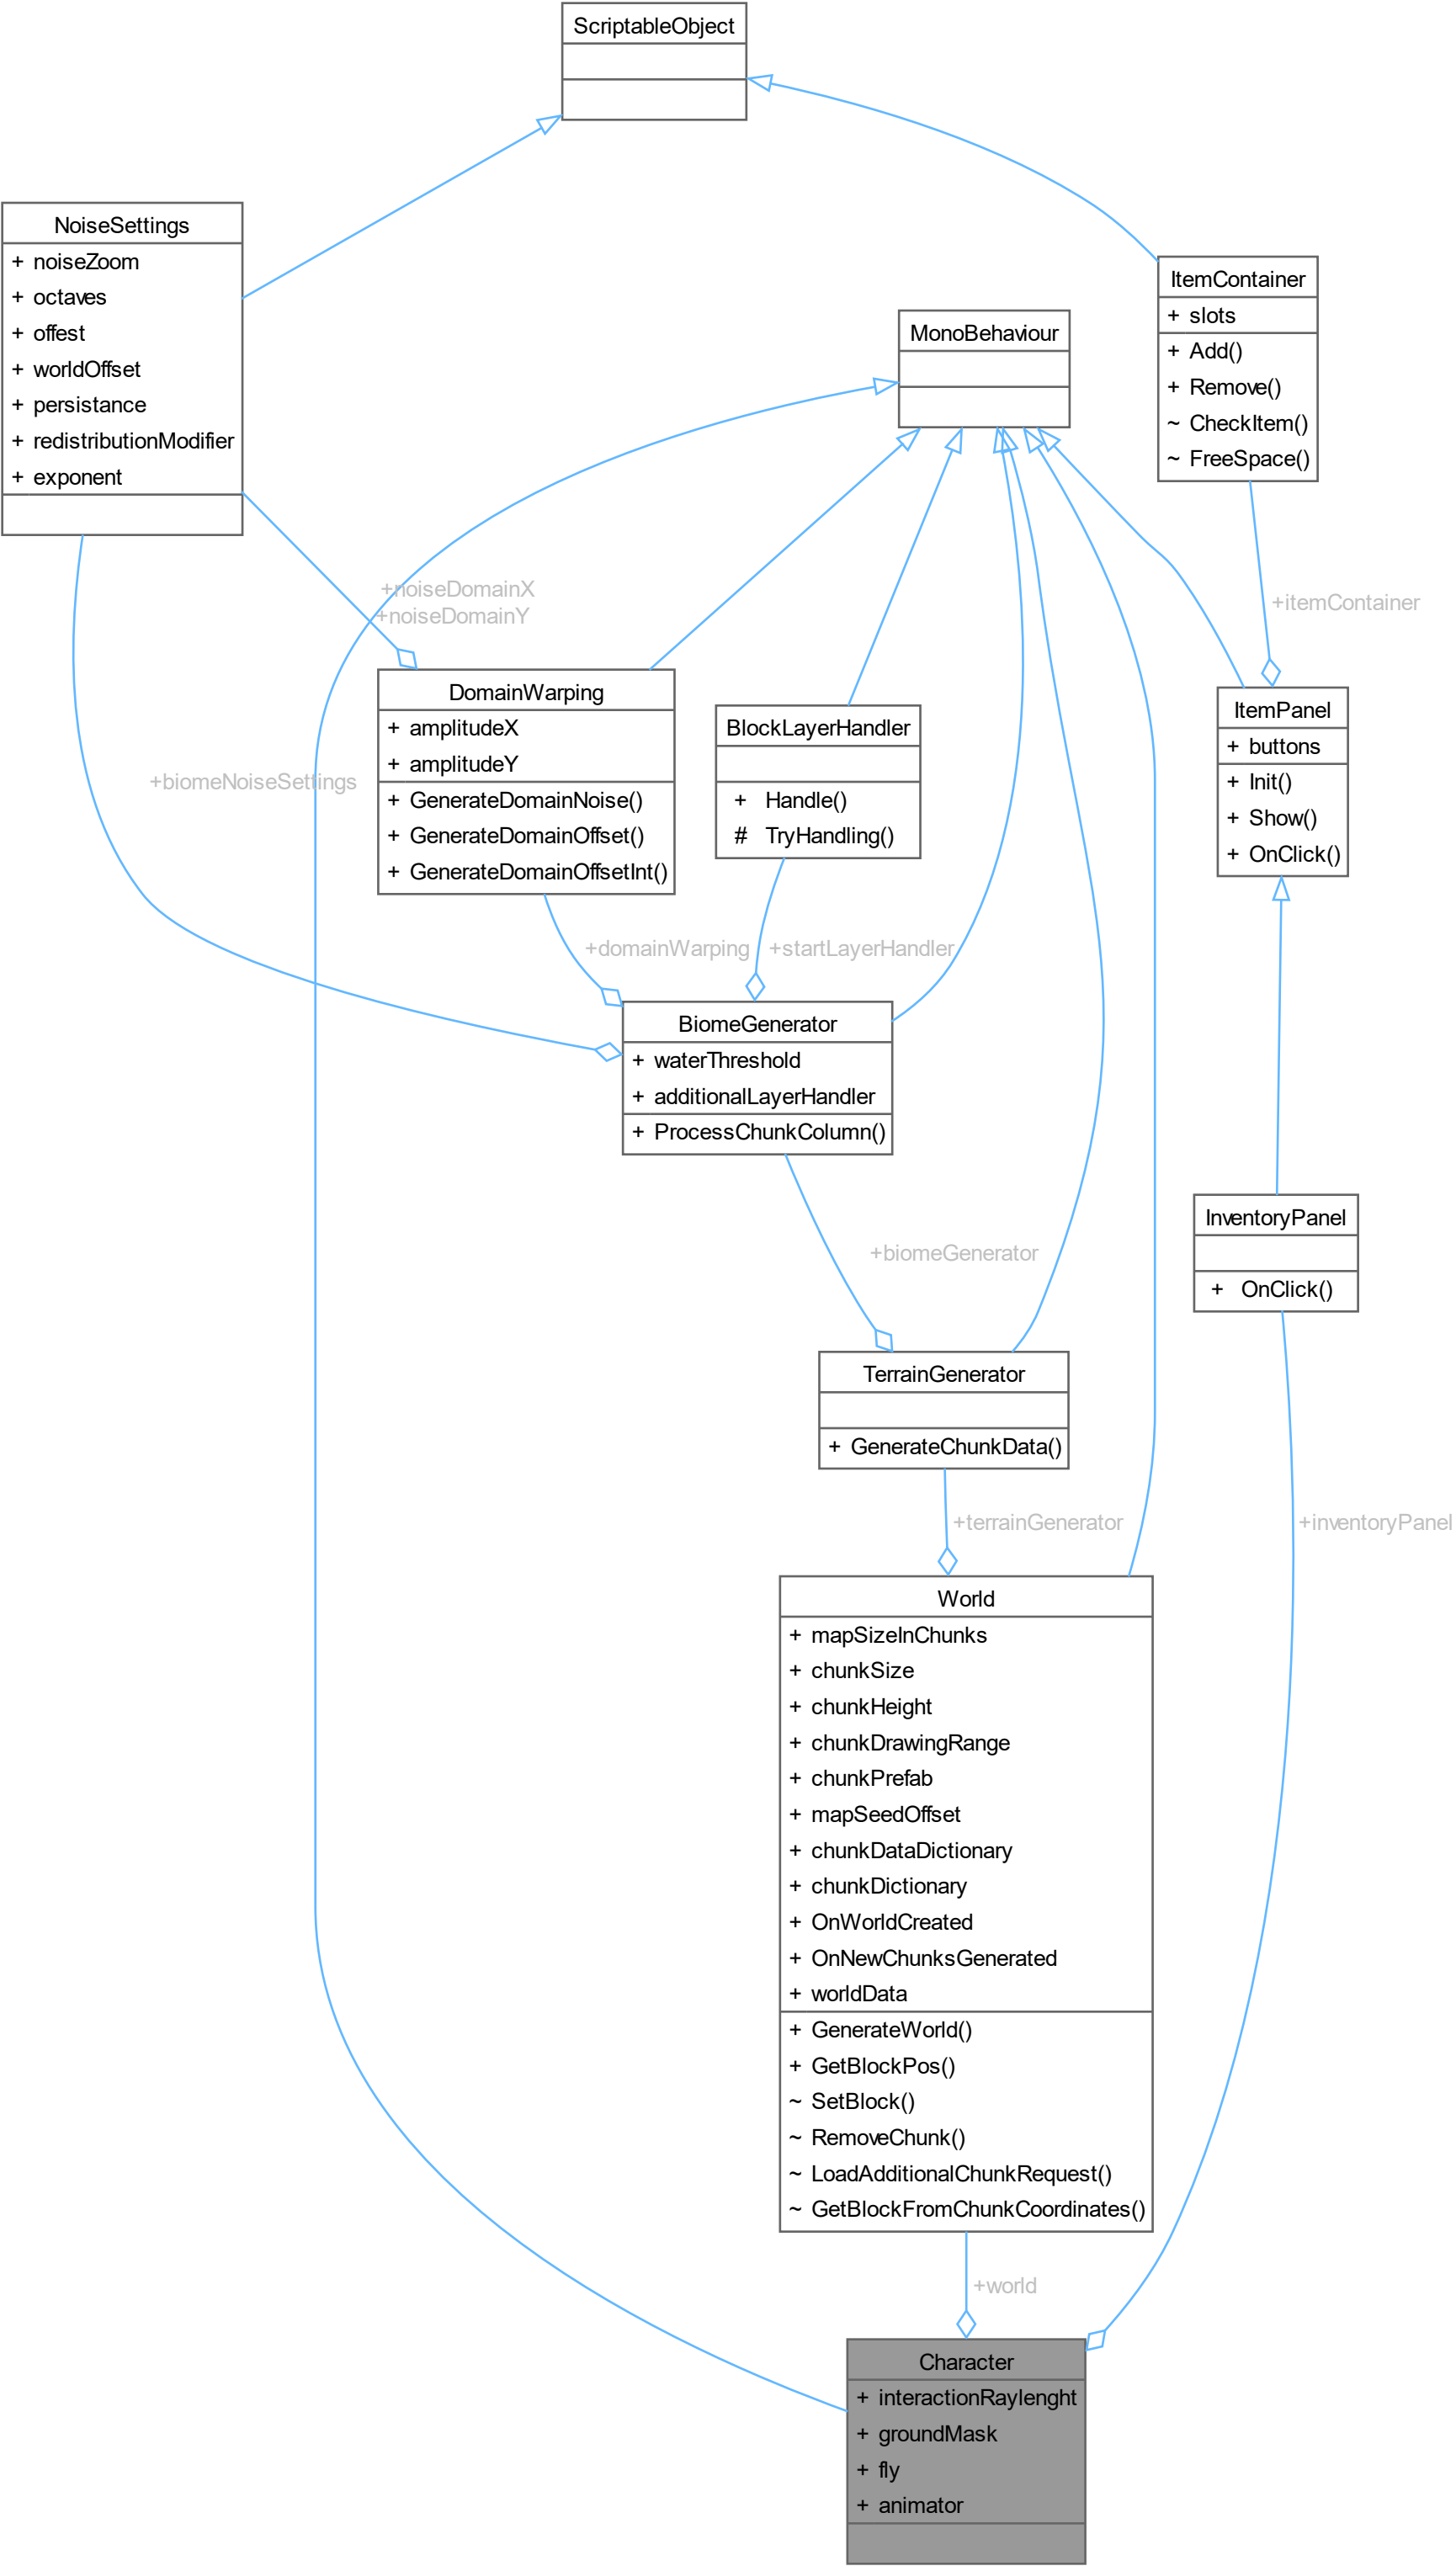 ScriptableObject
NoiseSettings
+ noiseZoom
+ octaves
+ offest
+ worldOffset
+ persistance
+ redistributionModifier
+ exponent
ItemContainer
+ slots
+ Add()
+ Remove()
~ CheckItem()
~ FreeSpace()
MonoBehaviour
+noiseDomainX
+noiseDomainY
+itemContainer
DomainWarping
+ amplitudeX
+ amplitudeY
+ GenerateDomainNoise()
+ GenerateDomainOffset()
+ GenerateDomainOffsetInt()
BlockLayerHandler
+ Handle()
# TryHandling()
ItemPanel
+ buttons
+ Init()
+ Show()
+ OnClick()
+biomeNoiseSettings
+domainWarping
+startLayerHandler
BiomeGenerator
+ waterThreshold
+ additionalLayerHandler
+ ProcessChunkColumn()
InventoryPanel
+ OnClick()
+biomeGenerator
TerrainGenerator
+ GenerateChunkData()
+terrainGenerator
+inventoryPanel
World
+ mapSizeInChunks
+ chunkSize
+ chunkHeight
+ chunkDrawingRange
+ chunkPrefab
+ mapSeedOffset
+ chunkDataDictionary
+ chunkDictionary
+ OnWorldCreated
+ OnNewChunksGenerated
+ worldData
+ GenerateWorld()
+ GetBlockPos()
~ SetBlock()
~ RemoveChunk()
~ LoadAdditionalChunkRequest()
~ GetBlockFromChunkCoordinates()
+world
Character
+ interactionRaylenght
+ groundMask
+ fly
+ animator